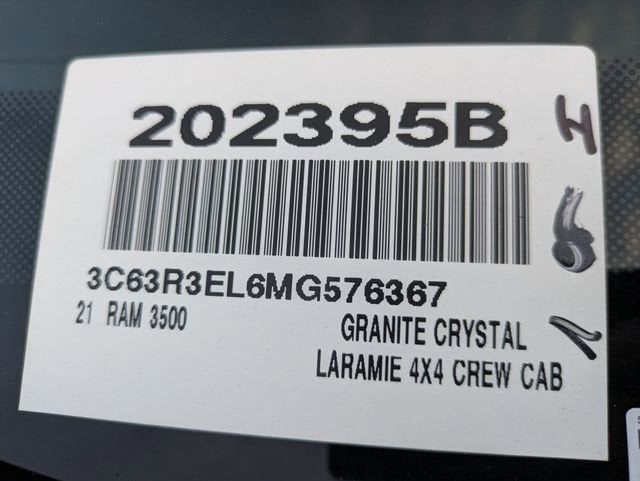 202395B
3C63R3EL6MG576367
21 RAM 3500
GRANITE CRYSTAL
LARAMIE 4X4 CREW CAB